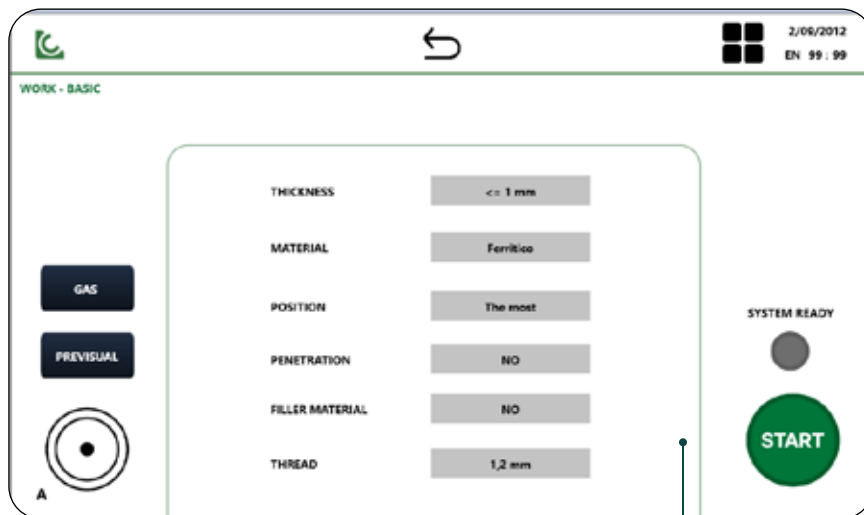 2/09/2012
EN 99 : 99
WORK - BASIC
THICKNESS <= 1 mm
MATERIAL Ferritico
POSITION The most
PENETRATION NO
FILLER MATERIAL NO
THREAD 1,2 mm
GAS
PREVISUAL
A
SYSTEM READY
START